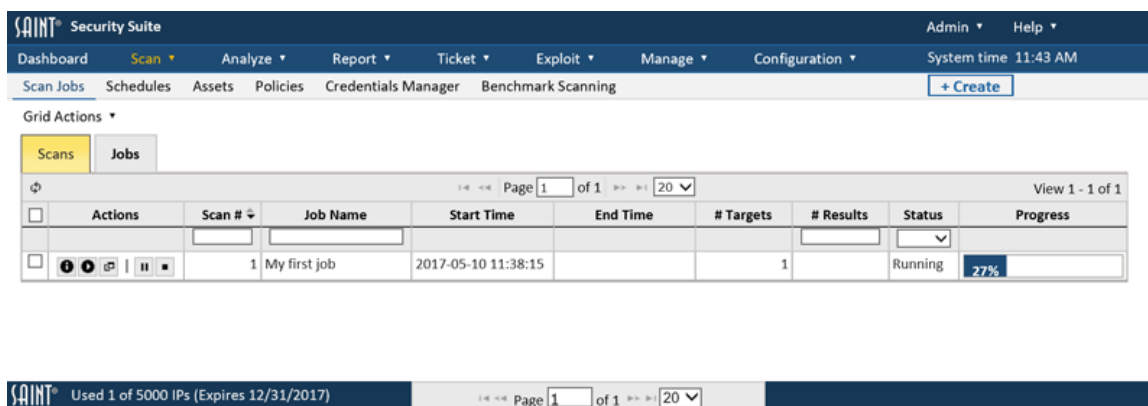 SAINT® Security Suite Admin ▾ Help ▾
Dashboard Scan ▾ Analyze ▾ Report ▾ Ticket ▾ Exploit ▾ Manage ▾ Configuration ▾ System time 11:43 AM
Scan Jobs Schedules Assets Policies Credentials Manager Benchmark Scanning + Create
Grid Actions ▾
Scans Jobs
Page 1 of 1 20 View 1 - 1 of 1
Actions Scan # Job Name Start Time End Time # Targets # Results Status Progress
1 My first job 2017-05-10 11:38:15 1 Running 27%
SAINT® Used 1 of 5000 IPs (Expires 12/31/2017) Page 1 of 1 20